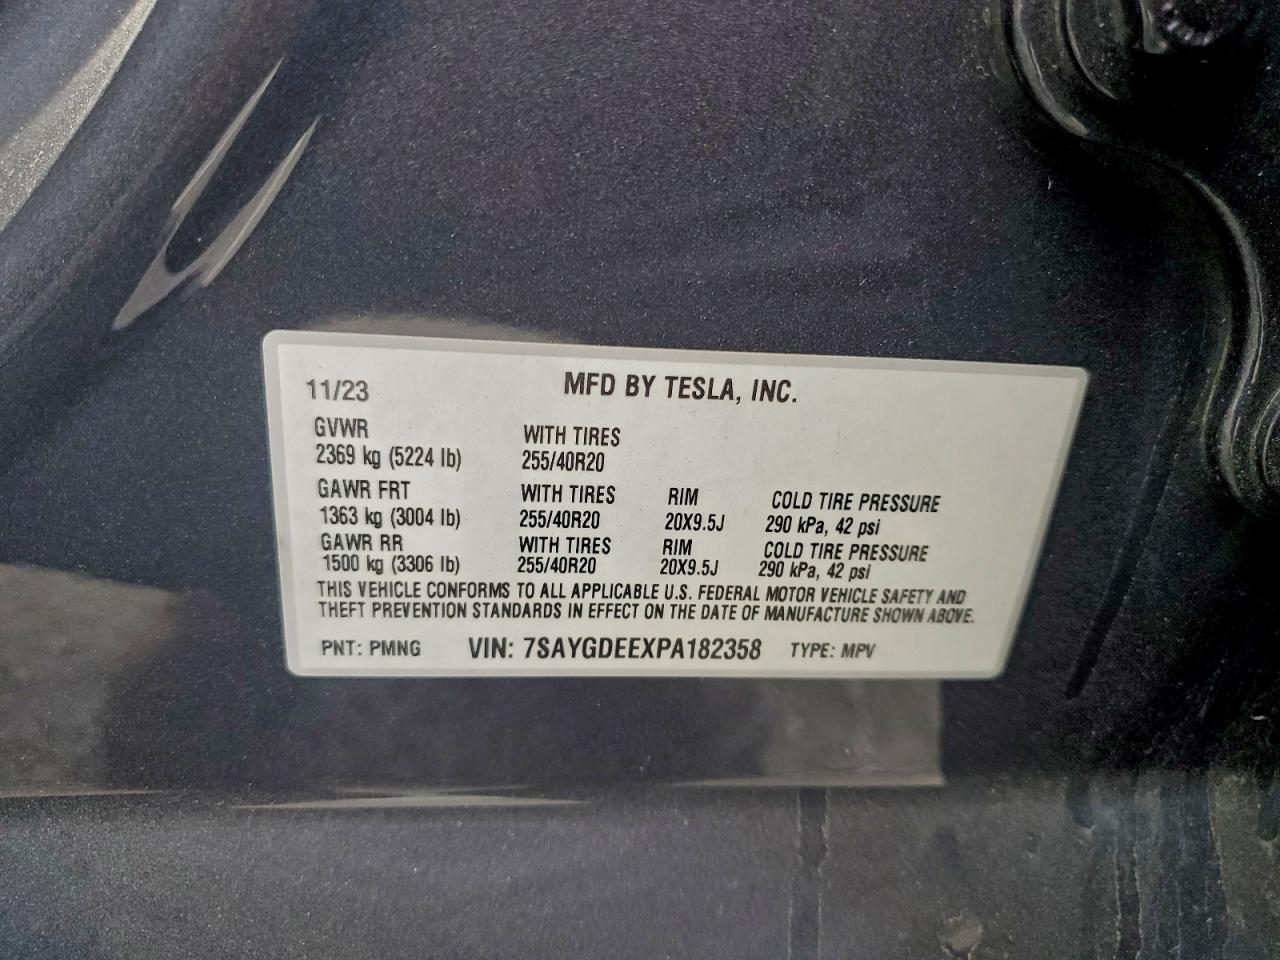 11/23 MFD BY TESLA, INC.
GVWR WITH TIRES
2369 kg (5224 lb) 255/40R20
GAWR FRT WITH TIRES RIM COLD TIRE PRESSURE
1363 kg (3004 lb) 255/40R20 20X9.5J 290 kPa, 42 psi
GAWR RR WITH TIRES RIM COLD TIRE PRESSURE
1500 kg (3306 lb) 255/40R20 20X9.5J 290 kPa, 42 psi
THIS VEHICLE CONFORMS TO ALL APPLICABLE U.S. FEDERAL MOTOR VEHICLE SAFETY AND
THEFT PREVENTION STANDARDS IN EFFECT ON THE DATE OF MANUFACTURE SHOWN ABOVE.
PNT: PMNG VIN: 7SAYGDEEXPA182358 TYPE: MPV